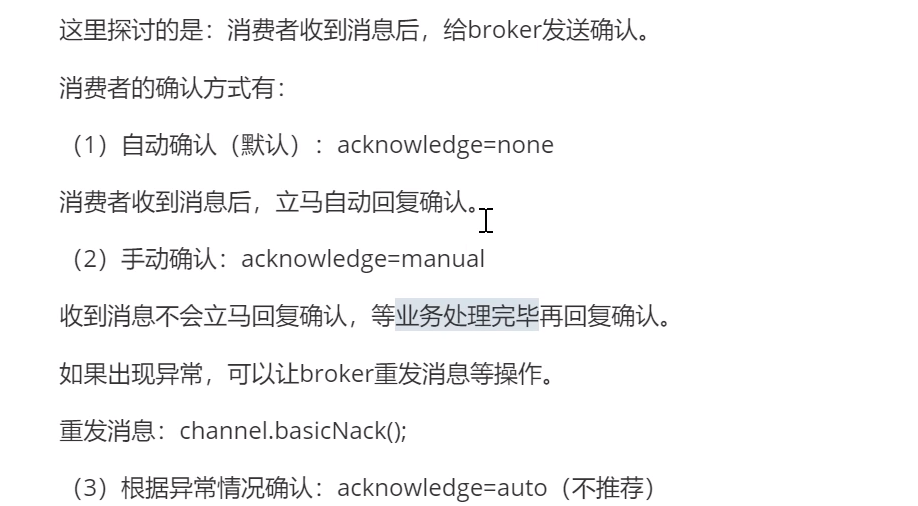 这里探讨的是：消费者收到消息后，给broker发送确认。
消费者的确认方式有：
（1）自动确认（默认）：acknowledge=none
消费者收到消息后，立马自动回复确认。
（2）手动确认：acknowledge=manual
收到消息不会立马回复确认，等业务处理完毕再回复确认。
如果出现异常，可以让broker重发消息等操作。
重发消息：channel.basicNack();
（3）根据异常情况确认：acknowledge=auto（不推荐）